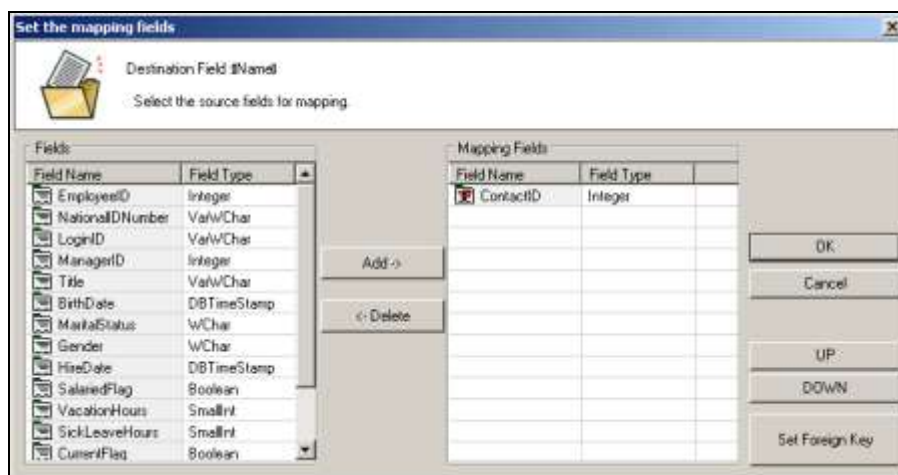 Set the mapping fields
Destination Field :[Name]
Select the source fields for mapping.
Fields
Field Name Field Type
EmployeeID Integer
NationalIDNumber VarWChar
LoginID VarWChar
ManagerID Integer
Title VarWChar
BirthDate DBTimeStamp
MaritalStatus WChar
Gender WChar
HireDate DBTimeStamp
SalariedFlag Boolean
VacationHours SmallInt
SickLeaveHours SmallInt
CurrentFlag Boolean
Add ->
<- Delete
Mapping Fields
Field Name Field Type
ContactID Integer
OK
Cancel
UP
DOWN
Set Foreign Key